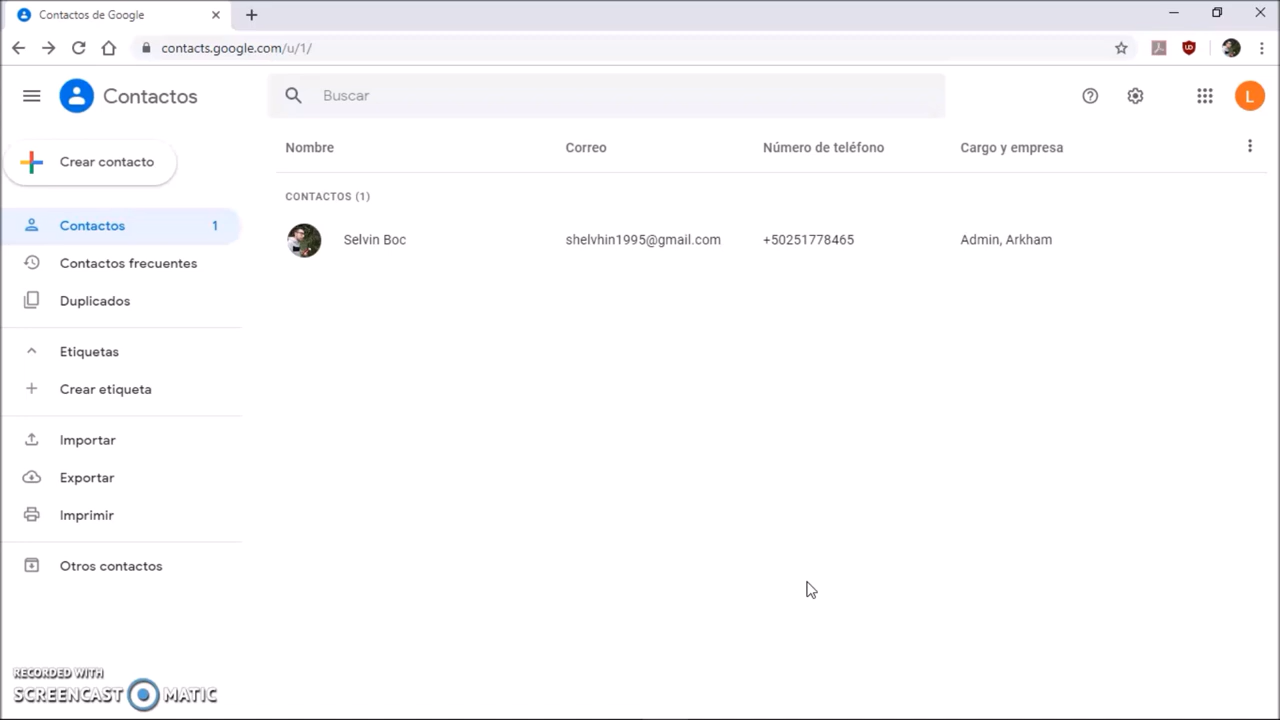 Contactos de Google
contacts.google.com/u/1/
Contactos
Buscar
L
Crear contacto
Nombre Correo Número de teléfono Cargo y empresa
CONTACTOS (1)
Contactos 1
Selvin Boc shelvhin1995@gmail.com +50251778465 Admin, Arkham
Contactos frecuentes
Duplicados
Etiquetas
Crear etiqueta
Importar
Exportar
Imprimir
Otros contactos
RECORDED WITH
SCREENCAST MATIC